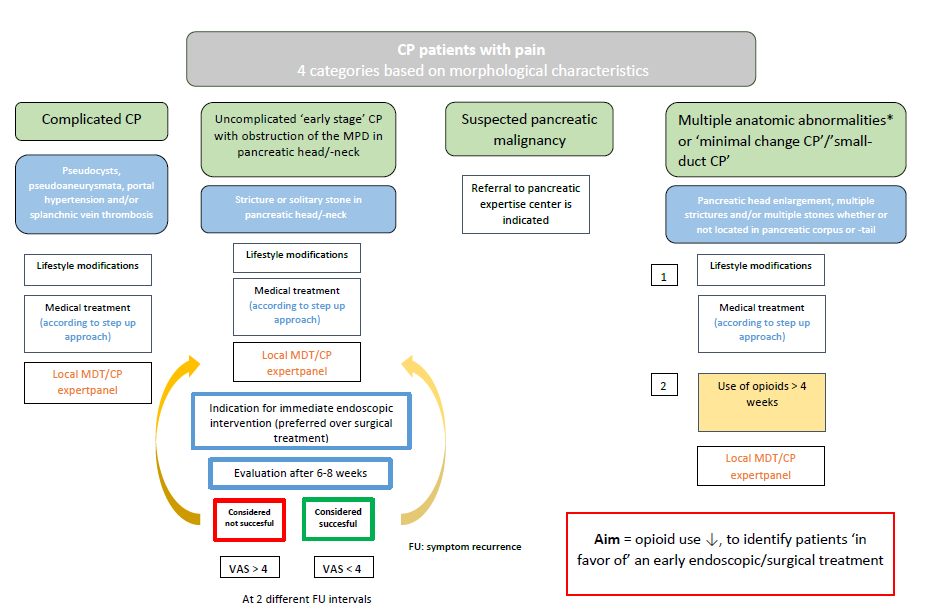 CP patients with pain
4 categories based on morphological characteristics
Complicated CP
Pseudocysts,
pseudoaneurysmata, portal
hypertension and/or
splanchnic vein thrombosis
Lifestyle modifications
Medical treatment
(according to step up
approach)
Local MDT/CP
expertpanel
Uncomplicated ‘early stage’ CP
with obstruction of the MPD in
pancreatic head/-neck
Stricture or solitary stone in
pancreatic head/-neck
Lifestyle modifications
Medical treatment
(according to step up
approach)
Local MDT/CP
expertpanel
Indication for immediate endoscopic
intervention (preferred over surgical
treatment)
Evaluation after 6-8 weeks
Considered
not succesful
Considered
succesful
VAS > 4
VAS < 4
At 2 different FU intervals
FU: symptom recurrence
Suspected pancreatic
malignancy
Referral to pancreatic
expertise center is
indicated
Multiple anatomic abnormalities*
or ‘minimal change CP’/’small-
duct CP’
Pancreatic head enlargement, multiple
strictures and/or multiple stones whether or
not located in pancreatic corpus or -tail
1
Lifestyle modifications
Medical treatment
(according to step up
approach)
2
Use of opioids > 4
weeks
Local MDT/CP
expertpanel
Aim = opioid use ↓, to identify patients ‘in
favor of’ an early endoscopic/surgical treatment